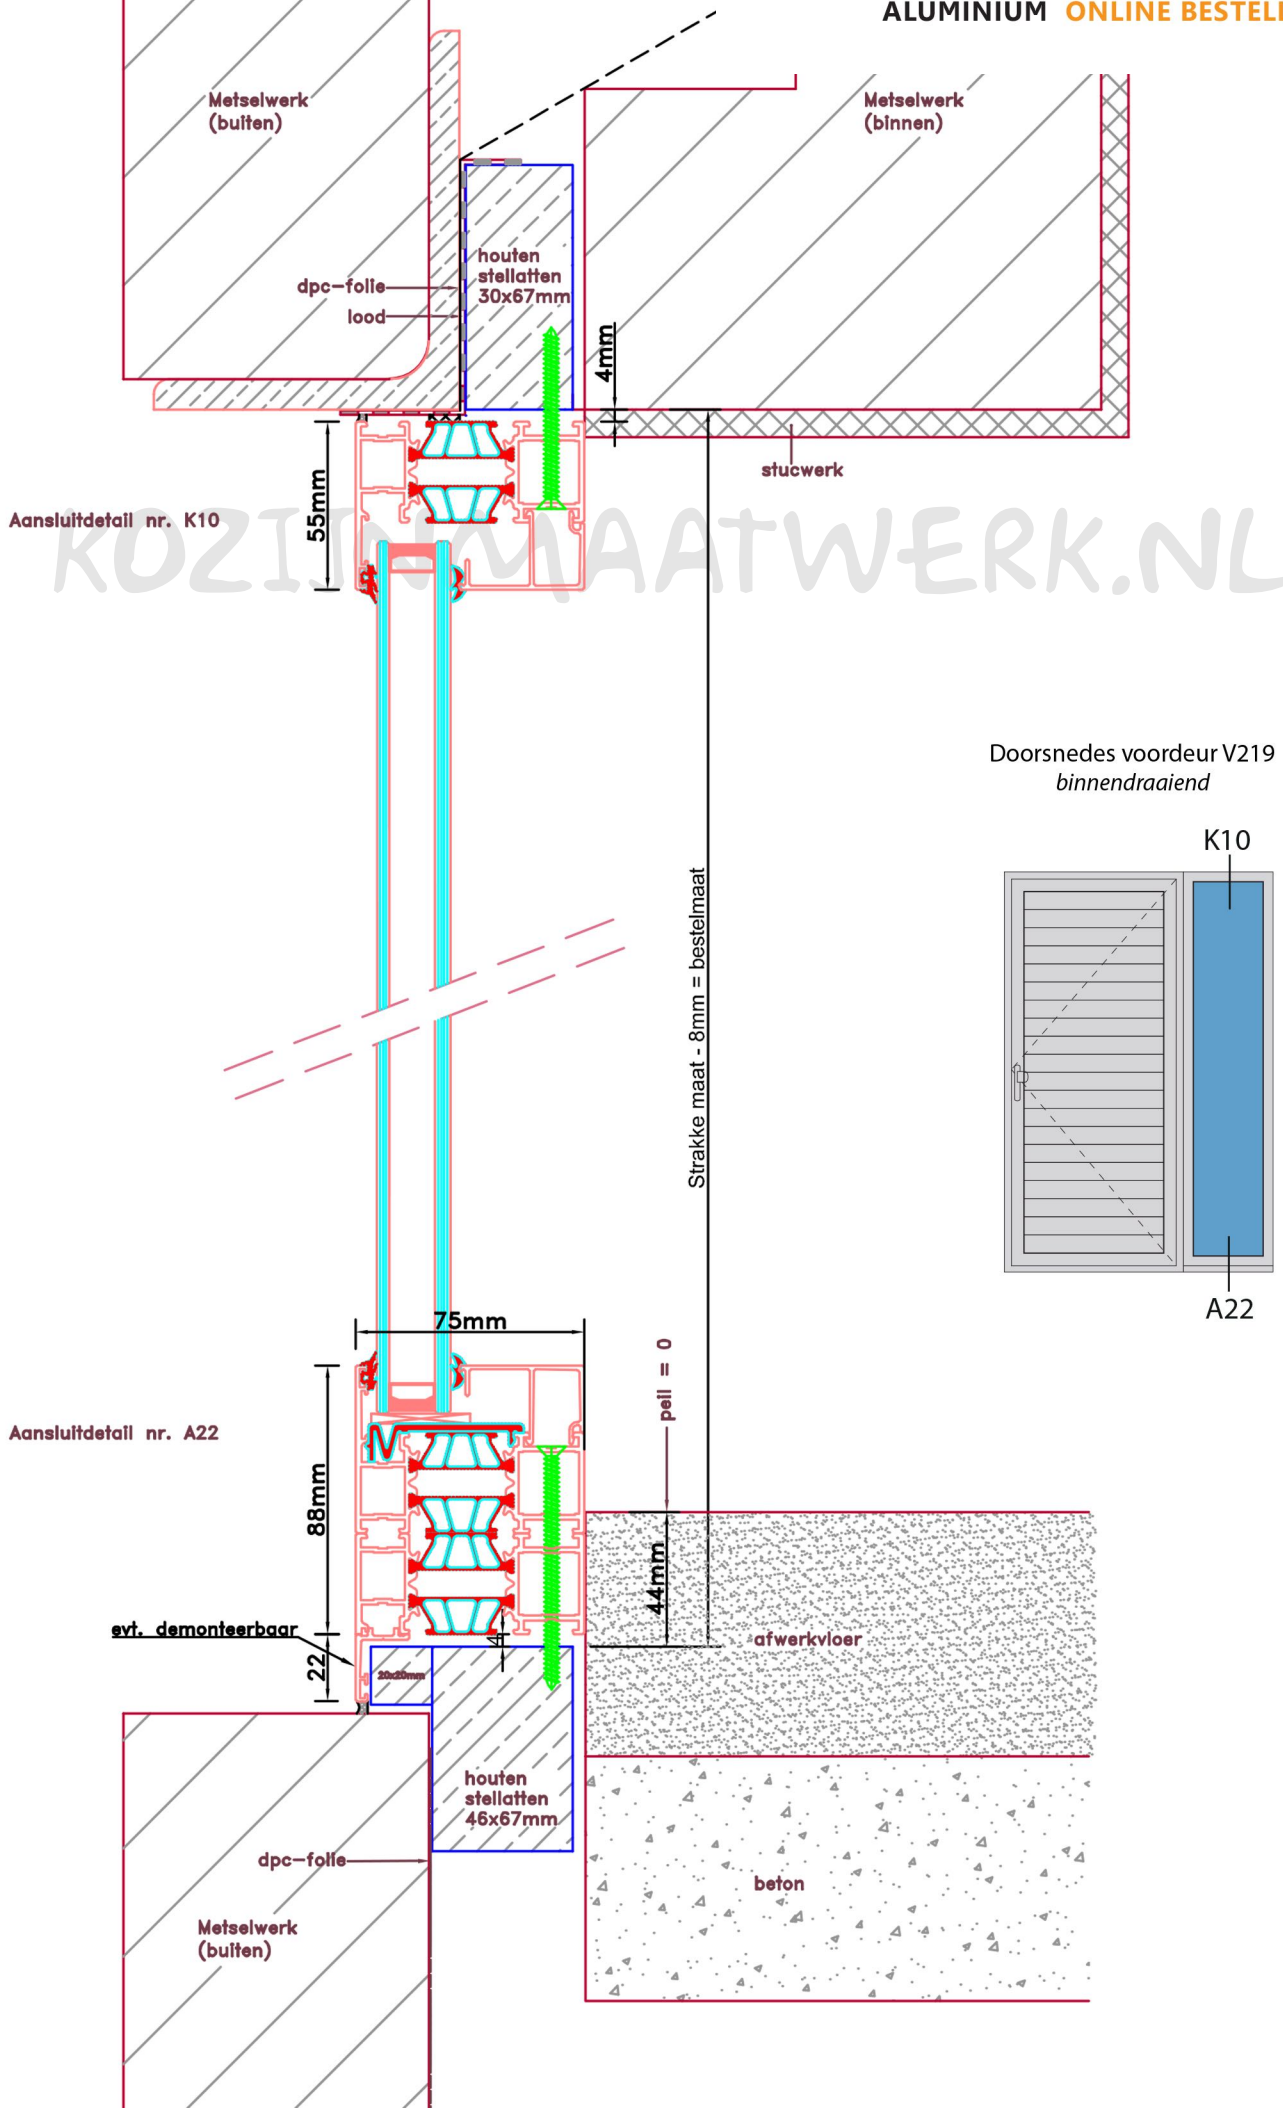 ALUMINIUM ONLINE BESTEL
Metselwerk
(buiten)
Metselwerk
(binnen)
houten
stellatten
30x67mm
dpc-folie
lood
4mm
stucwerk
55mm
Aansluitdetail nr. K10
KOZIJNMAATWERK.NL
Doorsnedes voordeur V219
binnendraaiend
K10
Strakke maat - 8mm = bestelmaat
A22
75mm
peil = 0
Aansluitdetail nr. A22
88mm
44mm
evt. demonteerbaar
4
afwerkvloer
22
20x20mm
houten
stellatten
46x67mm
dpc-folie
beton
Metselwerk
(buiten)